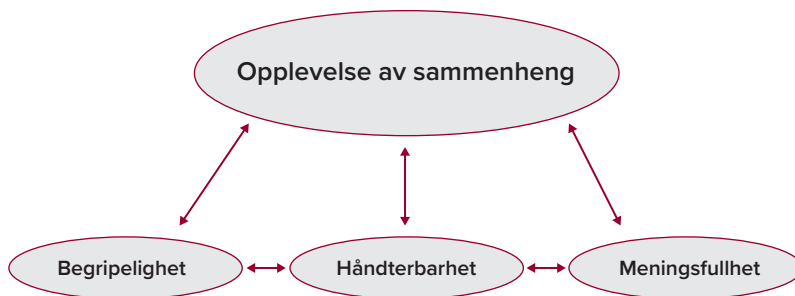 Opplevelse av sammenheng
Begripelighet
Håndterbarhet
Meningsfullhet